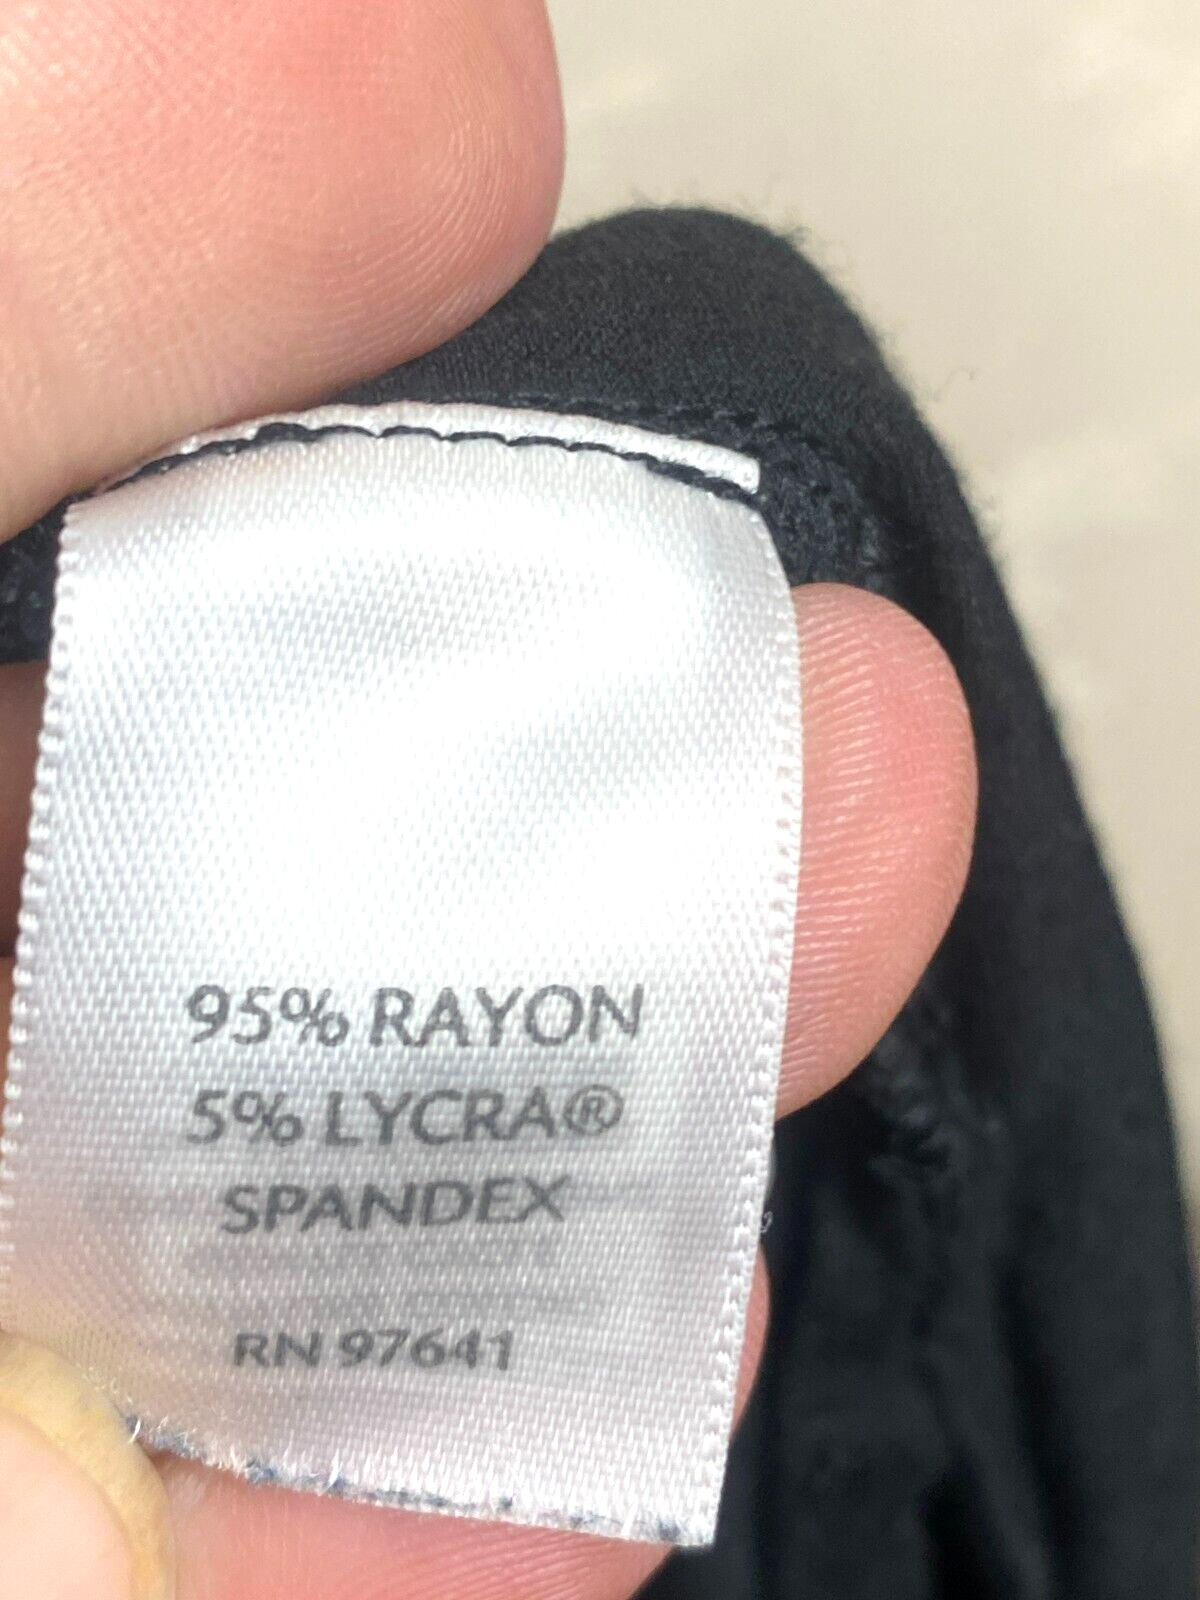 95% RAYON
5% LYCRA®
SPANDEX
RN 97641